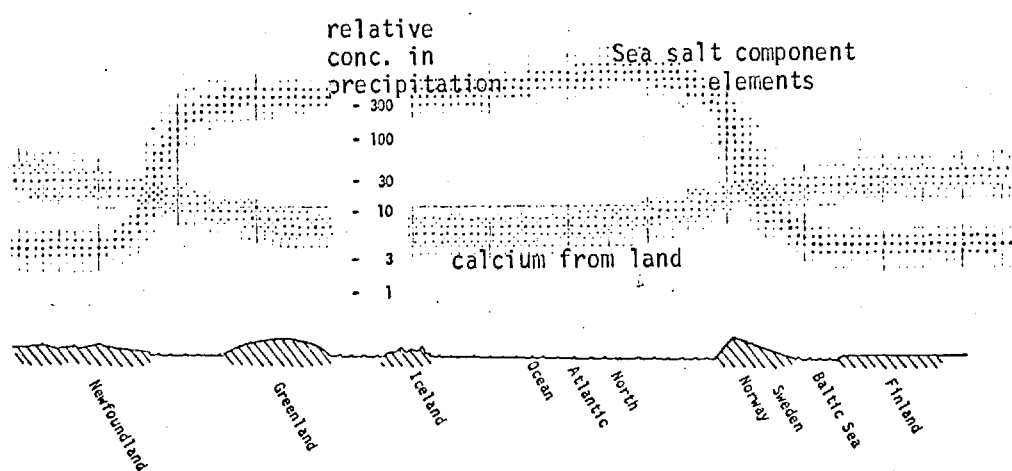 relative
conc. in
precipitation
Sea salt component
elements
- 300
- 100
- 30
- 10
- 3
- 1
calcium from land
Newfoundland
Greenland
Iceland
Ocean
Atlantic
North
Norway
Sweden
Baltic Sea
Finland